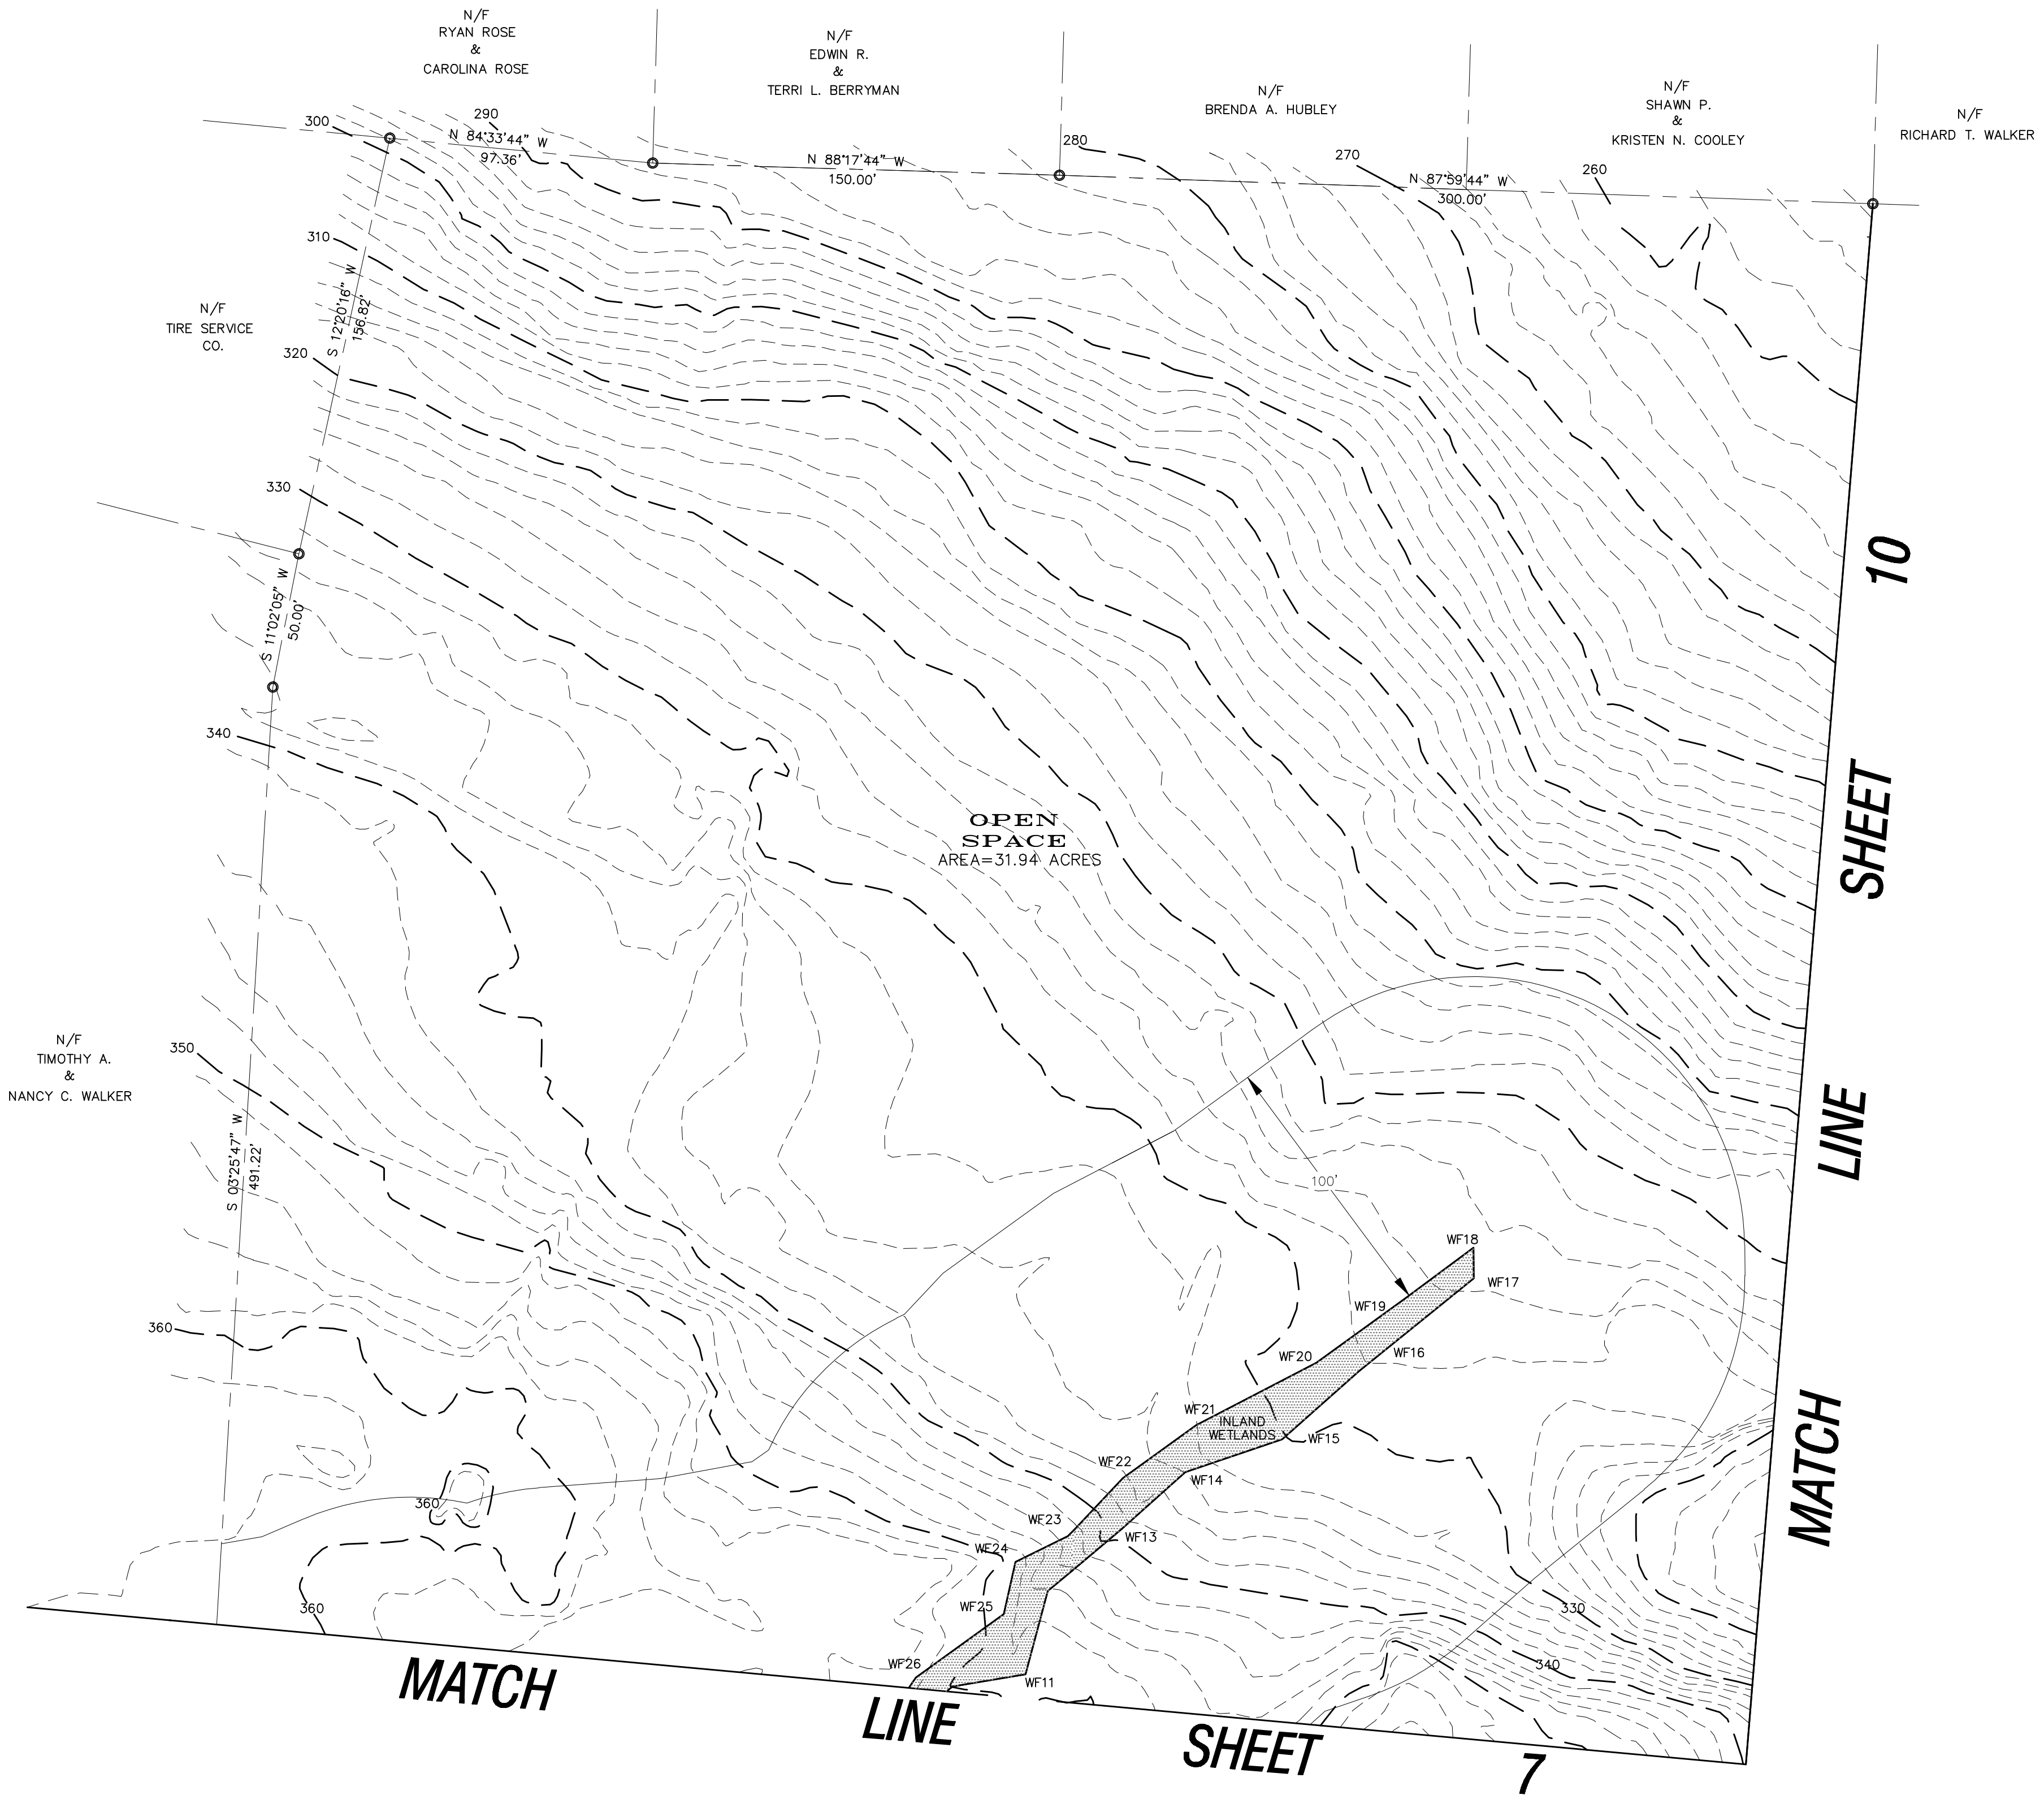 N/F
RYAN ROSE
&
CAROLINA ROSE
N/F
EDWIN R.
&
TERRI L. BERRYMAN
N/F
BRENDA A. HUBLEY
N/F
SHAWN P.
&
KRISTEN N. COOLEY
N/F
RICHARD T. WALKER
300
290
N 84°33'44" W
97.36'
N 88°17'44" W
150.00'
280
270
N 87°59'44" W
300.00'
260
310
S 12°20'16" W
156.82'
N/F
TIRE SERVICE
CO.
320
330
S 11°02'05" W
50.00'
340
OPEN
SPACE
AREA=31.94 ACRES
N/F
TIMOTHY A.
&
NANCY C. WALKER
350
S 03°25'47" W
491.22'
100'
360
WF18
WF17
WF19
WF16
WF20
WF21
INLAND
WETLANDS
WF15
WF22
WF14
360
WF23
WF13
WF24
WF25
360
330
WF26
WF11
340
MATCH LINE SHEET 7
MATCH LINE SHEET 10